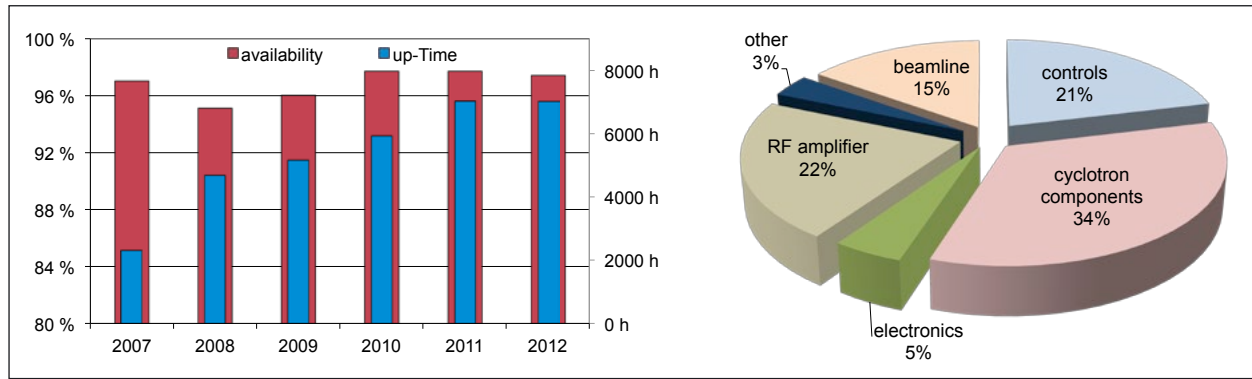 100 %
96 %
92 %
88 %
84 %
80 %
availability
up-Time
8000 h
6000 h
4000 h
2000 h
0 h
2007 2008 2009 2010 2011 2012
other
3%
beamline
15%
controls
21%
RF amplifier
22%
cyclotron
components
34%
electronics
5%